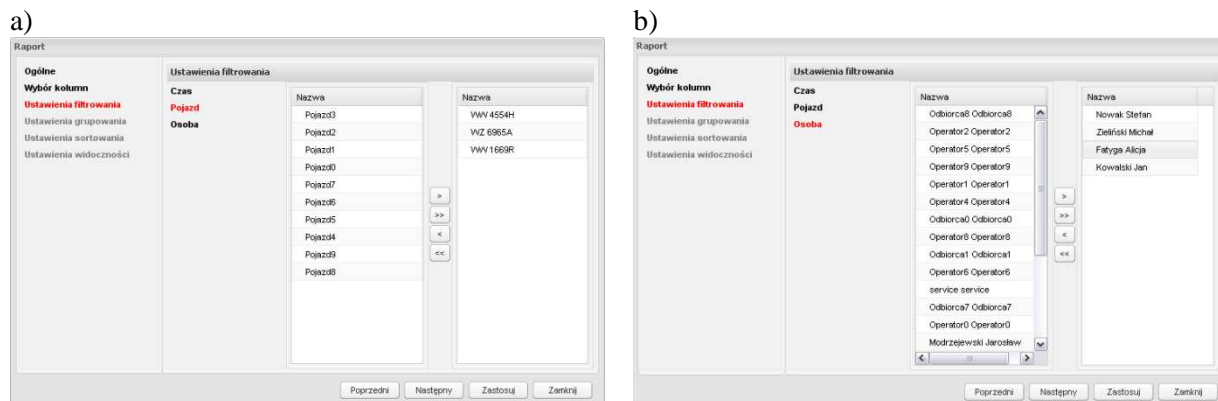 a)
Raport
Ogólne
Wybór kolumn
Ustawienia filtrowania
Ustawienia grupowania
Ustawienia sortowania
Ustawienia widoczności
Ustawienia filtrowania
Czas
Pojazd
Osoba
Nazwa
Pojazd3
Pojazd2
Pojazd1
Pojazd0
Pojazd7
Pojazd6
Pojazd5
Pojazd4
Pojazd9
Pojazd8
>
>>
<
<<
Nazwa
WW 4554H
WZ 6965A
WW 1669R
Poprzedni Następny Zastosuj Zamknij
b)
Raport
Ogólne
Wybór kolumn
Ustawienia filtrowania
Ustawienia grupowania
Ustawienia sortowania
Ustawienia widoczności
Ustawienia filtrowania
Czas
Pojazd
Osoba
Nazwa
Odbiorca8 Odbiorca8
Operator2 Operator2
Operator5 Operator5
Operator9 Operator9
Operator1 Operator1
Operator4 Operator4
Odbiorca0 Odbiorca0
Operator8 Operator8
Odbiorca1 Odbiorca1
Operator6 Operator6
service service
Odbiorca7 Odbiorca7
Operator0 Operator0
Modrzejewski Jarosław
>
>>
<
<<
Nazwa
Nowak Stefan
Zieliński Michał
Fatyga Alicja
Kowalski Jan
Poprzedni Następny Zastosuj Zamknij